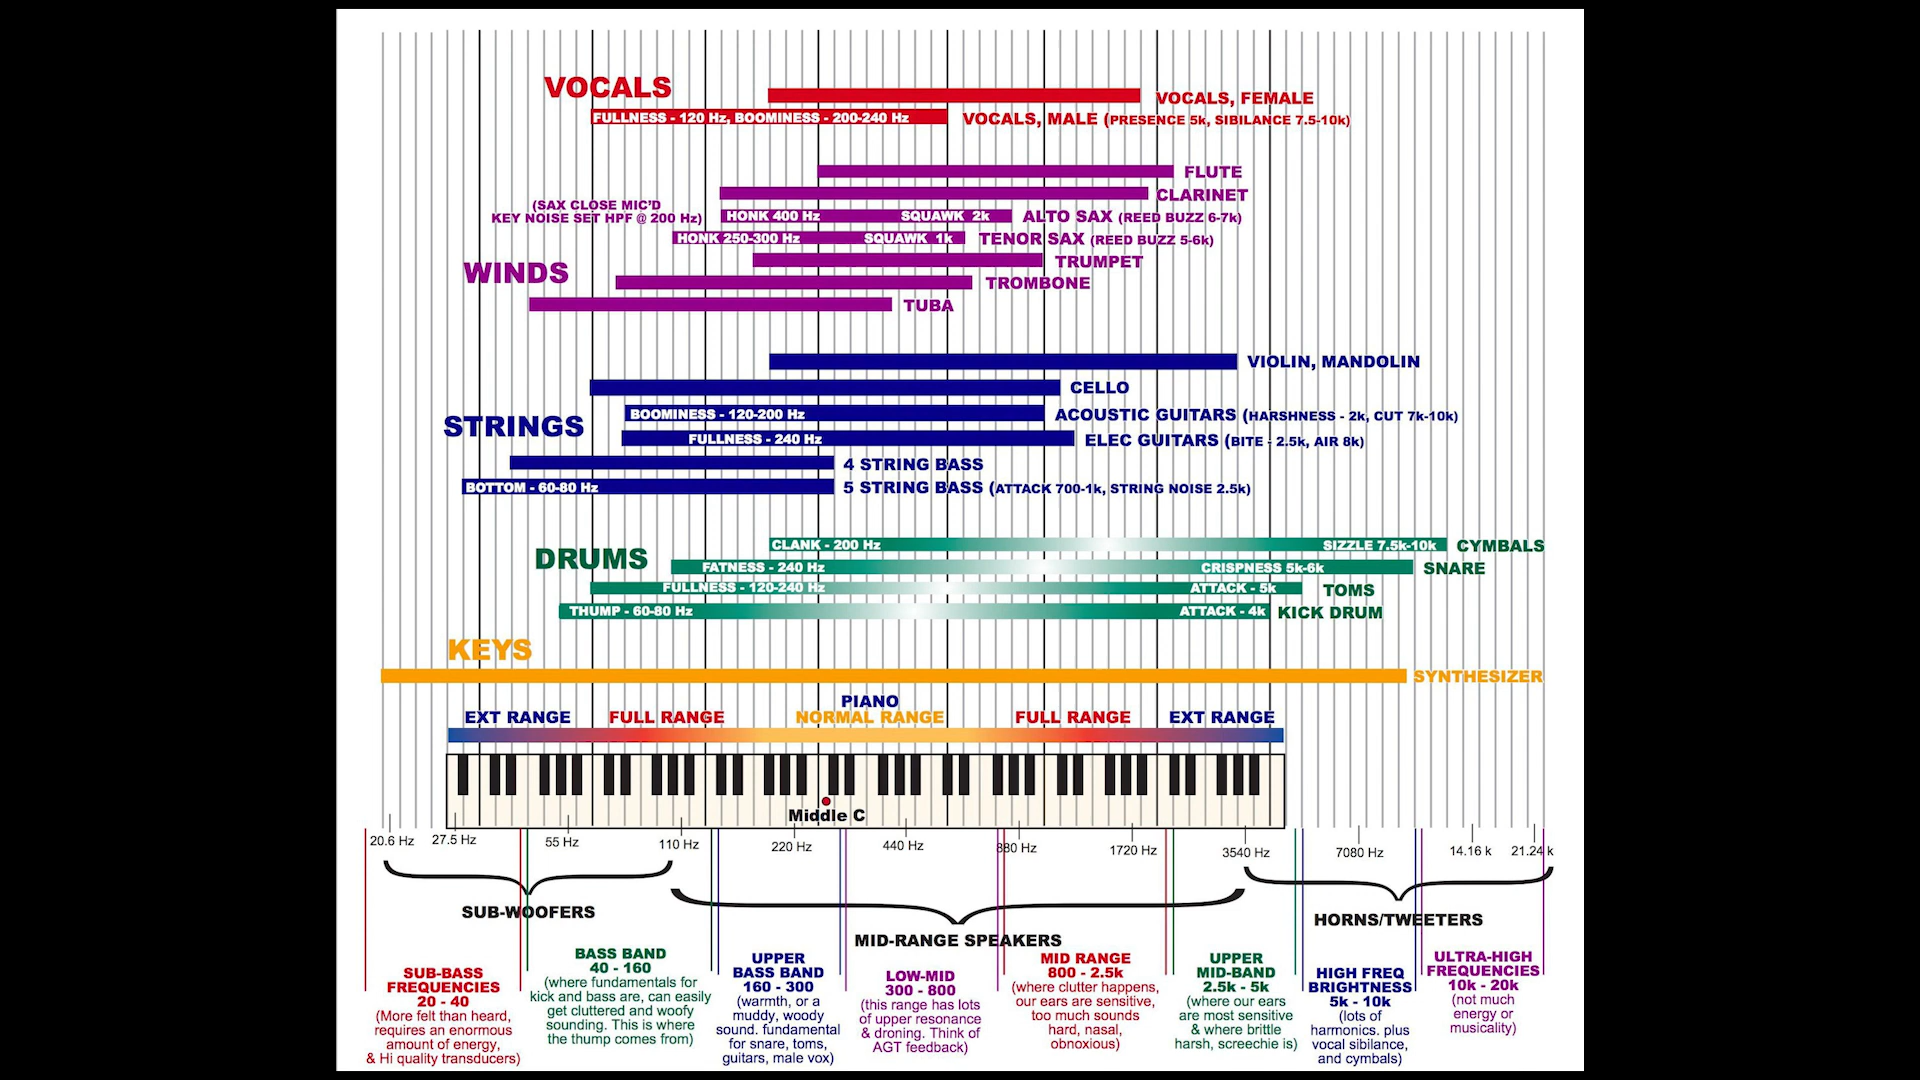 VOCALS
VOCALS, FEMALE
FULLNESS - 120 Hz, BOOMINESS - 200-240 Hz
VOCALS, MALE (PRESENCE 5k, SIBILANCE 7.5-10k)
FLUTE
CLARINET
(SAX CLOSE MIC'D
KEY NOISE SET HPF @ 200 Hz)
HONK 400 Hz SQUAWK 2k
ALTO SAX (REED BUZZ 6-7k)
HONK 250-300 Hz SQUAWK 1k
TENOR SAX (REED BUZZ 5-6k)
TRUMPET
WINDS
TROMBONE
TUBA
VIOLIN, MANDOLIN
CELLO
BOOMINESS - 120-200 Hz
ACOUSTIC GUITARS (HARSHNESS - 2k, CUT 7k-10k)
STRINGS
FULLNESS - 240 Hz
ELEC GUITARS (BITE - 2.5k, AIR 8k)
4 STRING BASS
BOTTOM - 60-80 Hz
5 STRING BASS (ATTACK 700-1k, STRING NOISE 2.5k)
CLANK - 200 Hz SIZZLE 7.5k-10k CYMBALS
DRUMS
FATNESS - 240 Hz CRISPNESS 5k-6k SNARE
FULLNESS - 120-240 Hz ATTACK - 5k TOMS
THUMP - 60-80 Hz ATTACK - 4k KICK DRUM
KEYS
SYNTHESIZER
PIANO
EXT RANGE FULL RANGE NORMAL RANGE FULL RANGE EXT RANGE
Middle C
20.6 Hz 27.5 Hz 55 Hz 110 Hz 220 Hz 440 Hz 880 Hz 1720 Hz 3540 Hz 7080 Hz 14.16 k 21.24 k
SUB-WOOFERS
MID-RANGE SPEAKERS
HORNS/TWEETERS
SUB-BASS
FREQUENCIES
20 - 40
(More felt than heard,
requires an enormous
amount of energy,
& Hi quality transducers)
BASS BAND
40 - 160
(where fundamentals for
kick and bass are, can easily
get cluttered and woofy
sounding. This is where
the thump comes from)
UPPER
BASS BAND
160 - 300
(warmth, or a
muddy, woody
sound. fundamental
for snare, toms,
guitars, male vox)
LOW-MID
300 - 800
(this range has lots
of upper resonance
& droning. Think of
AGT feedback)
MID RANGE
800 - 2.5k
(where clutter happens,
our ears are sensitive,
too much sounds
hard, nasal,
obnoxious)
UPPER
MID-BAND
2.5k - 5k
(where our ears
are most sensitive
& where brittle
harsh, screechie is)
HIGH FREQ
BRIGHTNESS
5k - 10k
(lots of
harmonics. plus
vocal sibilance,
and cymbals)
ULTRA-HIGH
FREQUENCIES
10k - 20k
(not much
energy or
musicality)